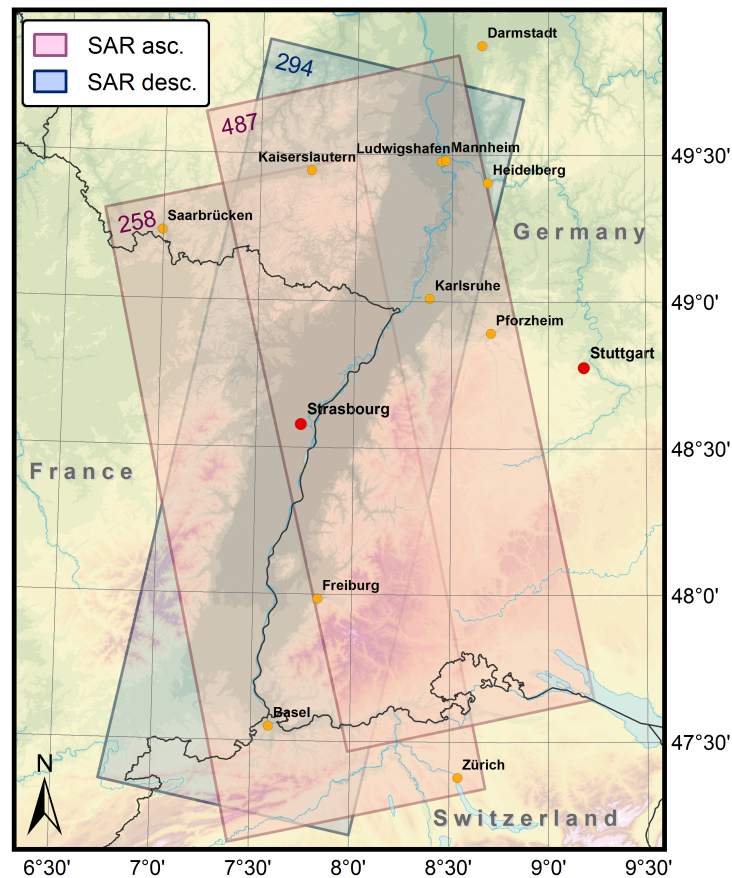 SAR asc.
SAR desc.
294
487
258
Darmstadt
Ludwigshafen Mannheim
Kaiserslautern
Heidelberg
Saarbrücken
Germany
Karlsruhe
Pforzheim
Stuttgart
Strasbourg
France
Freiburg
Basel
Zürich
Switzerland
N
49°30'
49°0'
48°30'
48°0'
47°30'
6°30' 7°0' 7°30' 8°0' 8°30' 9°0' 9°30'